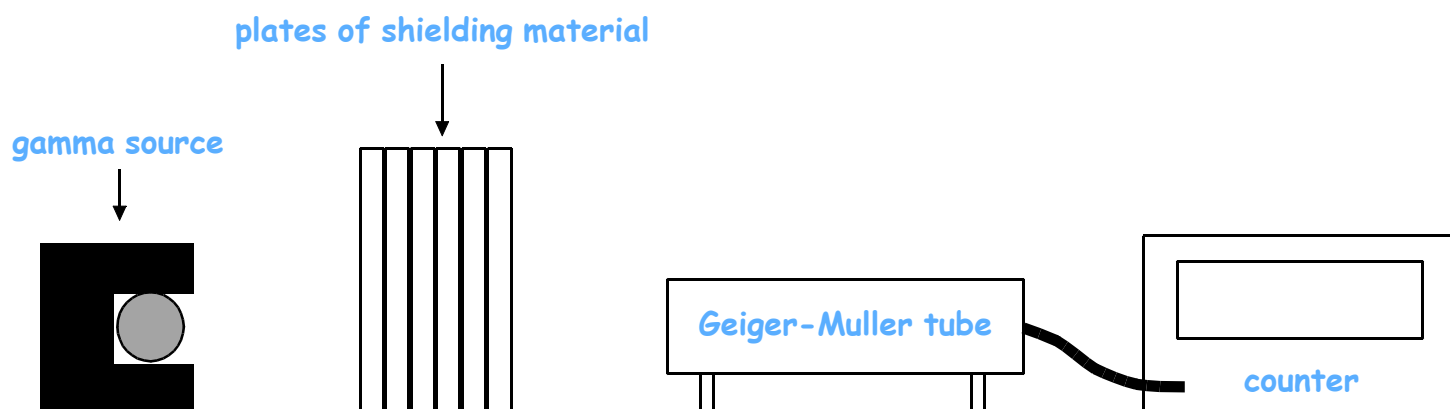 plates of shielding material
gamma source
Geiger-Muller tube
counter